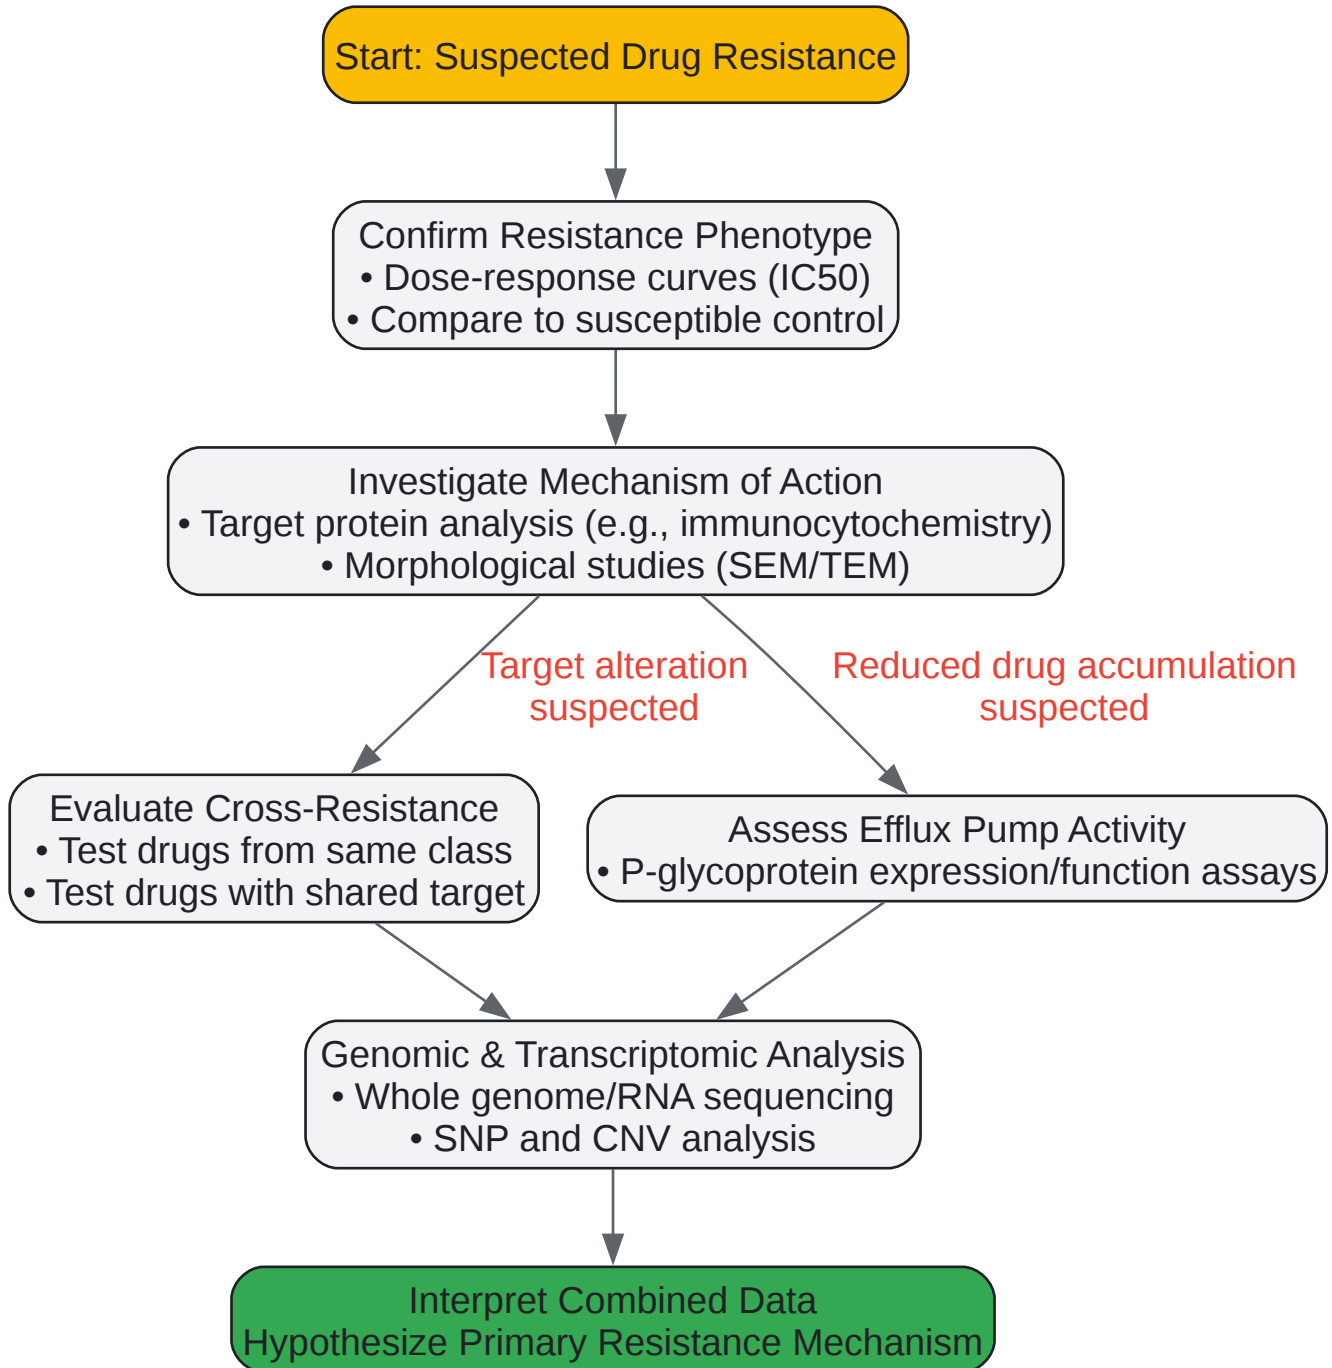 Start: Suspected Drug Resistance
Confirm Resistance Phenotype
• Dose-response curves (IC50)
• Compare to susceptible control
Investigate Mechanism of Action
• Target protein analysis (e.g., immunocytochemistry)
• Morphological studies (SEM/TEM)
Target alteration
suspected
Reduced drug accumulation
suspected
Evaluate Cross-Resistance
• Test drugs from same class
• Test drugs with shared target
Assess Efflux Pump Activity
• P-glycoprotein expression/function assays
Genomic & Transcriptomic Analysis
• Whole genome/RNA sequencing
• SNP and CNV analysis
Interpret Combined Data
Hypothesize Primary Resistance Mechanism